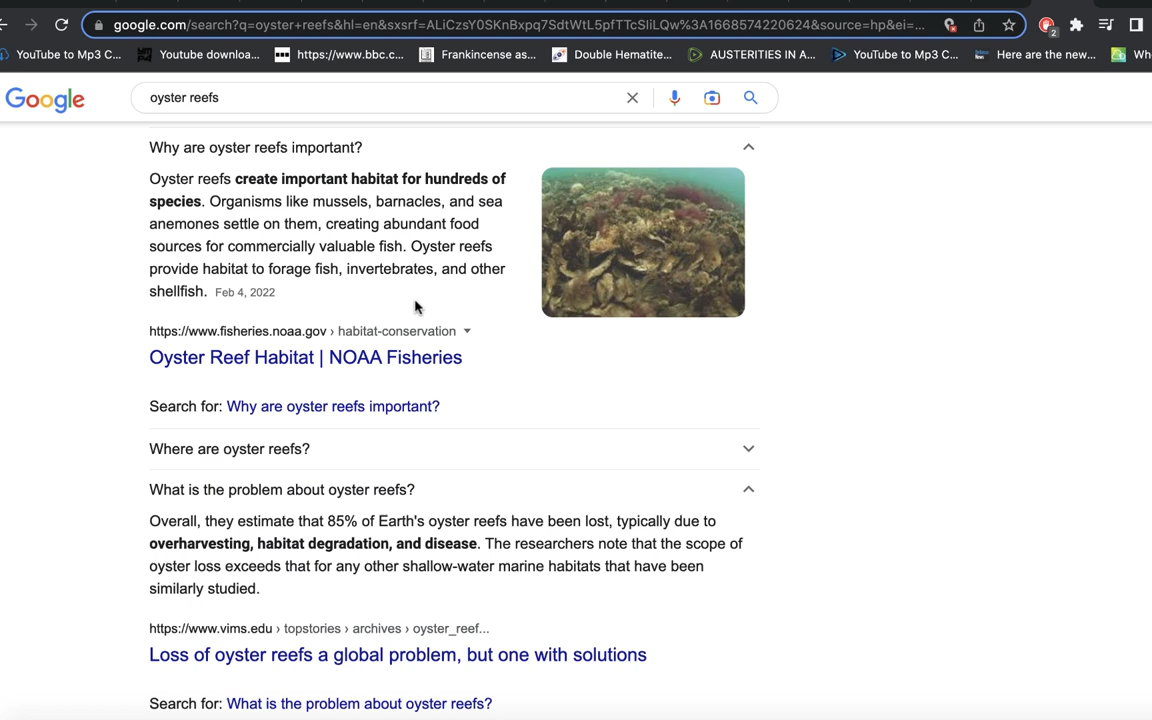 google.com/search?q=oyster+reefs&hl=en&sxsrf=ALiCzsY0SKnBxpq7SdtWtL5pfTTcSIiLQw%3A1668574220624&source=hp&ei=...
2
YouTube to Mp3 C...
Youtube downloa...
https://www.bbc.c...
Frankincense as...
Double Hematite...
AUSTERITIES IN A...
YouTube to Mp3 C...
Here are the new...
Wh
Google
oyster reefs
Why are oyster reefs important?
Oyster reefs create important habitat for hundreds of
species. Organisms like mussels, barnacles, and sea
anemones settle on them, creating abundant food
sources for commercially valuable fish. Oyster reefs
provide habitat to forage fish, invertebrates, and other
shellfish. Feb 4, 2022
https://www.fisheries.noaa.gov › habitat-conservation
Oyster Reef Habitat | NOAA Fisheries
Search for: Why are oyster reefs important?
Where are oyster reefs?
What is the problem about oyster reefs?
Overall, they estimate that 85% of Earth's oyster reefs have been lost, typically due to
overharvesting, habitat degradation, and disease. The researchers note that the scope of
oyster loss exceeds that for any other shallow-water marine habitats that have been
similarly studied.
https://www.vims.edu › topstories › archives › oyster_reef...
Loss of oyster reefs a global problem, but one with solutions
Search for: What is the problem about oyster reefs?